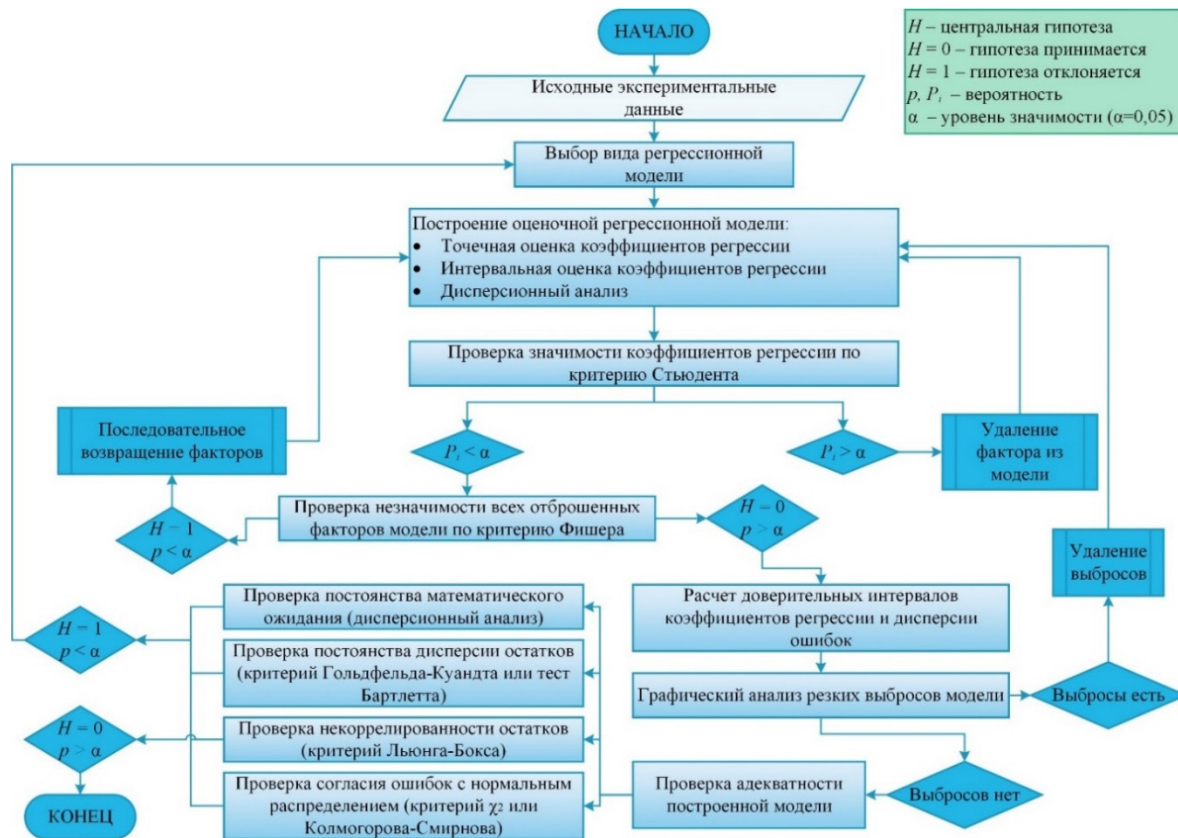 НАЧАЛО
H – центральная гипотеза
H = 0 – гипотеза принимается
H = 1 – гипотеза отклоняется
p, Pi – вероятность
α – уровень значимости (α=0,05)
Исходные экспериментальные
данные
Выбор вида регрессионной
модели
Построение оценочной регрессионной модели:
• Точечная оценка коэффициентов регрессии
• Интервальная оценка коэффициентов регрессии
• Дисперсионный анализ
Проверка значимости коэффициентов регрессии по
критерию Стьюдента
Последовательное
возвращение факторов
Pi < α
Pi > α
Удаление
фактора из
модели
H = 1
p < α
Проверка незначимости всех отброшенных
факторов модели по критерию Фишера
H = 0
p > α
Удаление
выбросов
Расчет доверительных интервалов
коэффициентов регрессии и дисперсии
ошибок
Графический анализ резких выбросов модели
Выбросы есть
Выбросов нет
Проверка адекватности
построенной модели
Проверка постоянства математического
ожидания (дисперсионный анализ)
Проверка постоянства дисперсии остатков
(критерий Гольдфельда-Куандта или тест
Бартлетта)
Проверка некоррелированности остатков
(критерий Льюнга-Бокса)
Проверка согласия ошибок с нормальным
распределением (критерий χ2 или
Колмогорова-Смирнова)
H = 1
p < α
H = 0
p > α
КОНЕЦ